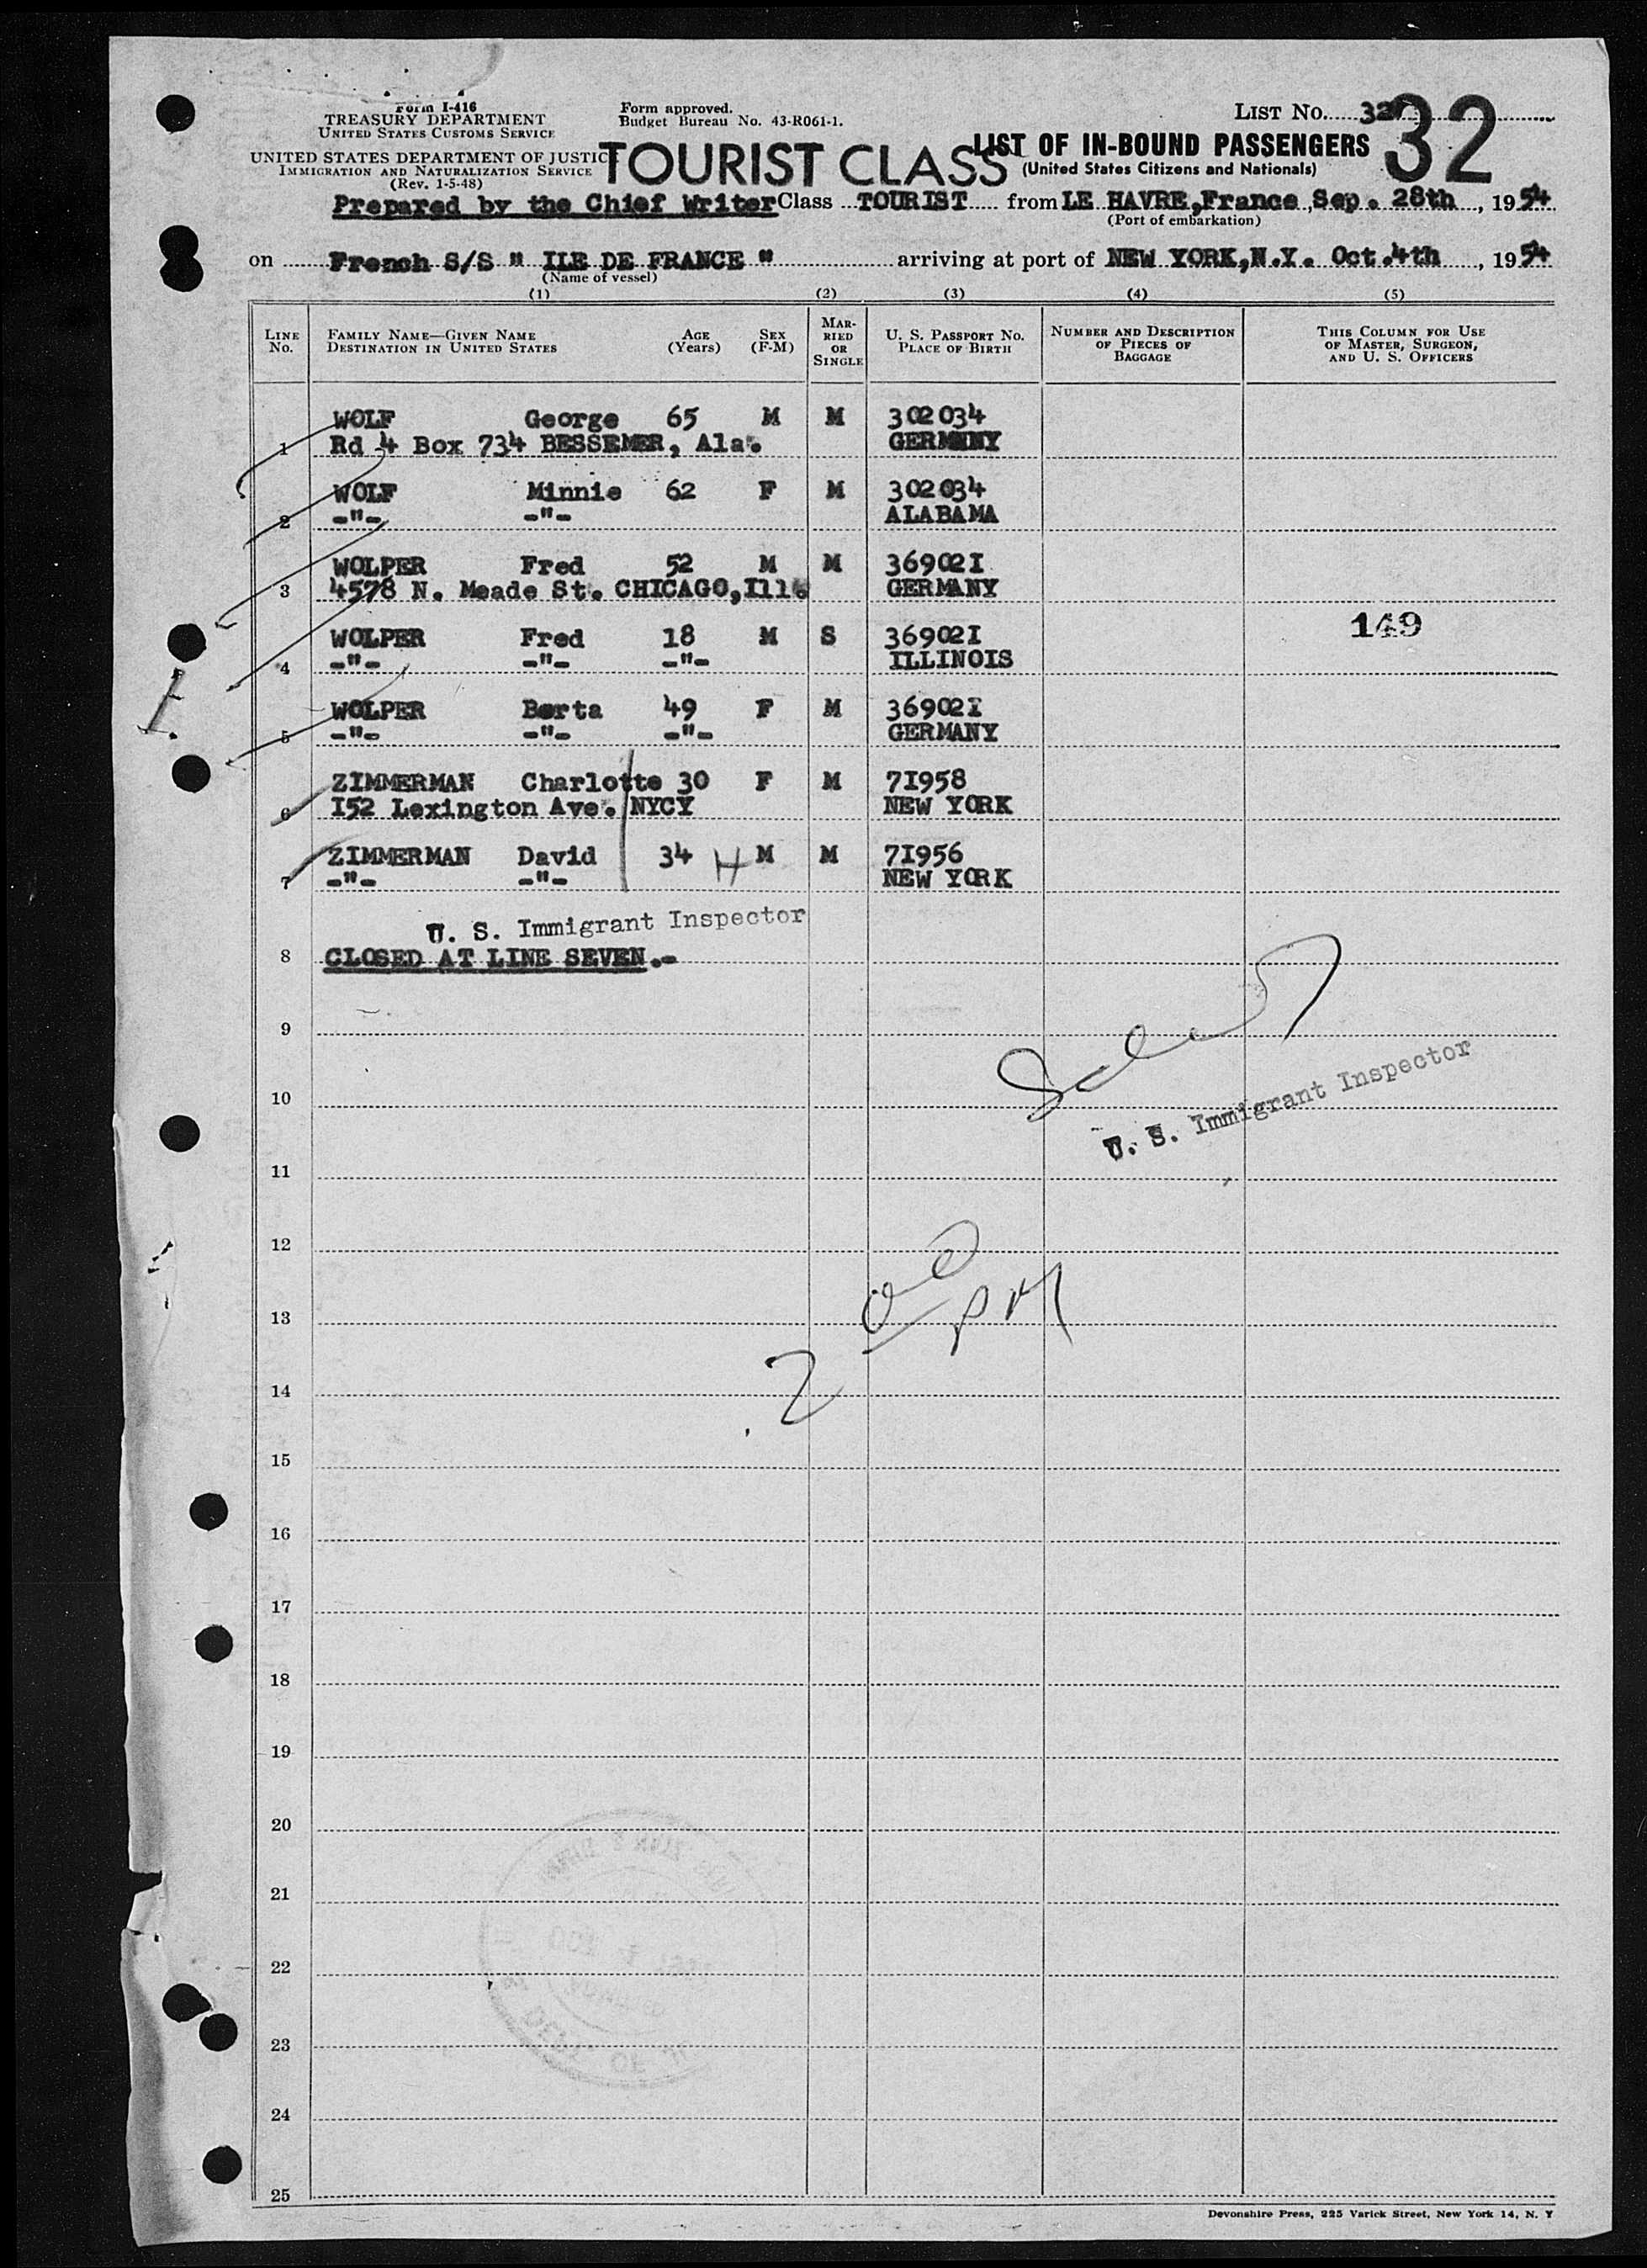 Form I-416
TREASURY DEPARTMENT
UNITED STATES CUSTOMS SERVICE
UNITED STATES DEPARTMENT OF JUSTICE
IMMIGRATION AND NATURALIZATION SERVICE
(Rev. 1-5-48)
Form approved.
Budget Bureau No. 43-R061-1.
LIST No. 32
32
TOURIST CLASS
LIST OF IN-BOUND PASSENGERS
(United States Citizens and Nationals)
Prepared by the Chief Writer Class TOURIST from LE HAVRE, France, Sep. 28th, 1954
(Port of embarkation)
on French S/S " ILE DE FRANCE " arriving at port of NEW YORK, N.Y. Oct. 4th, 1954
(Name of vessel)
(1) (2) (3) (4) (5)
LINE No. FAMILY NAME—GIVEN NAME DESTINATION IN UNITED STATES AGE (Years) SEX (F-M) MARRIED OR SINGLE U. S. PASSPORT No. PLACE OF BIRTH NUMBER AND DESCRIPTION OF PIECES OF BAGGAGE THIS COLUMN FOR USE OF MASTER, SURGEON, AND U. S. OFFICERS
WOLF George 65 M M 302034
1 Rd 4 Box 734 BESSEMER, Ala. GERMANY
WOLF Minnie 62 F M 302034
2 -"- -"- ALABAMA
WOLPER Fred 52 M M 36902I
3 4578 N. Meade St. CHICAGO, Ill. GERMANY
149
WOLPER Fred 18 M S 36902I
4 -"- -"- -"- ILLINOIS
WOLPER Berta 49 F M 36902I
5 -"- -"- -"- GERMANY
ZIMMERMAN Charlotte 30 F M 7I958
6 I52 Lexington Ave. NYCY NEW YORK
ZIMMERMAN David 34 H M M 7I956
7 -"- -"- NEW YORK
U. S. Immigrant Inspector
8 CLOSED AT LINE SEVEN.-
9
10
U. S. Immigrant Inspector
11
12
13
2 00 PM
14
15
16
17
18
19
20
21
22
23
24
25
Devonshire Press, 225 Varick Street, New York 14, N. Y